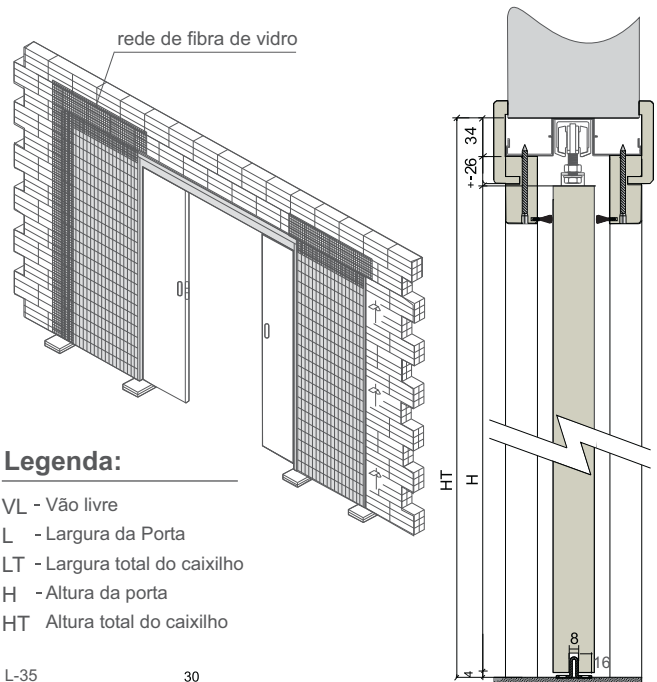 rede de fibra de vidro
34
+-26
HT
H
8
16
4
Legenda:
VL - Vão livre
L - Largura da Porta
LT - Largura total do caixilho
H - Altura da porta
HT Altura total do caixilho
L-35
30